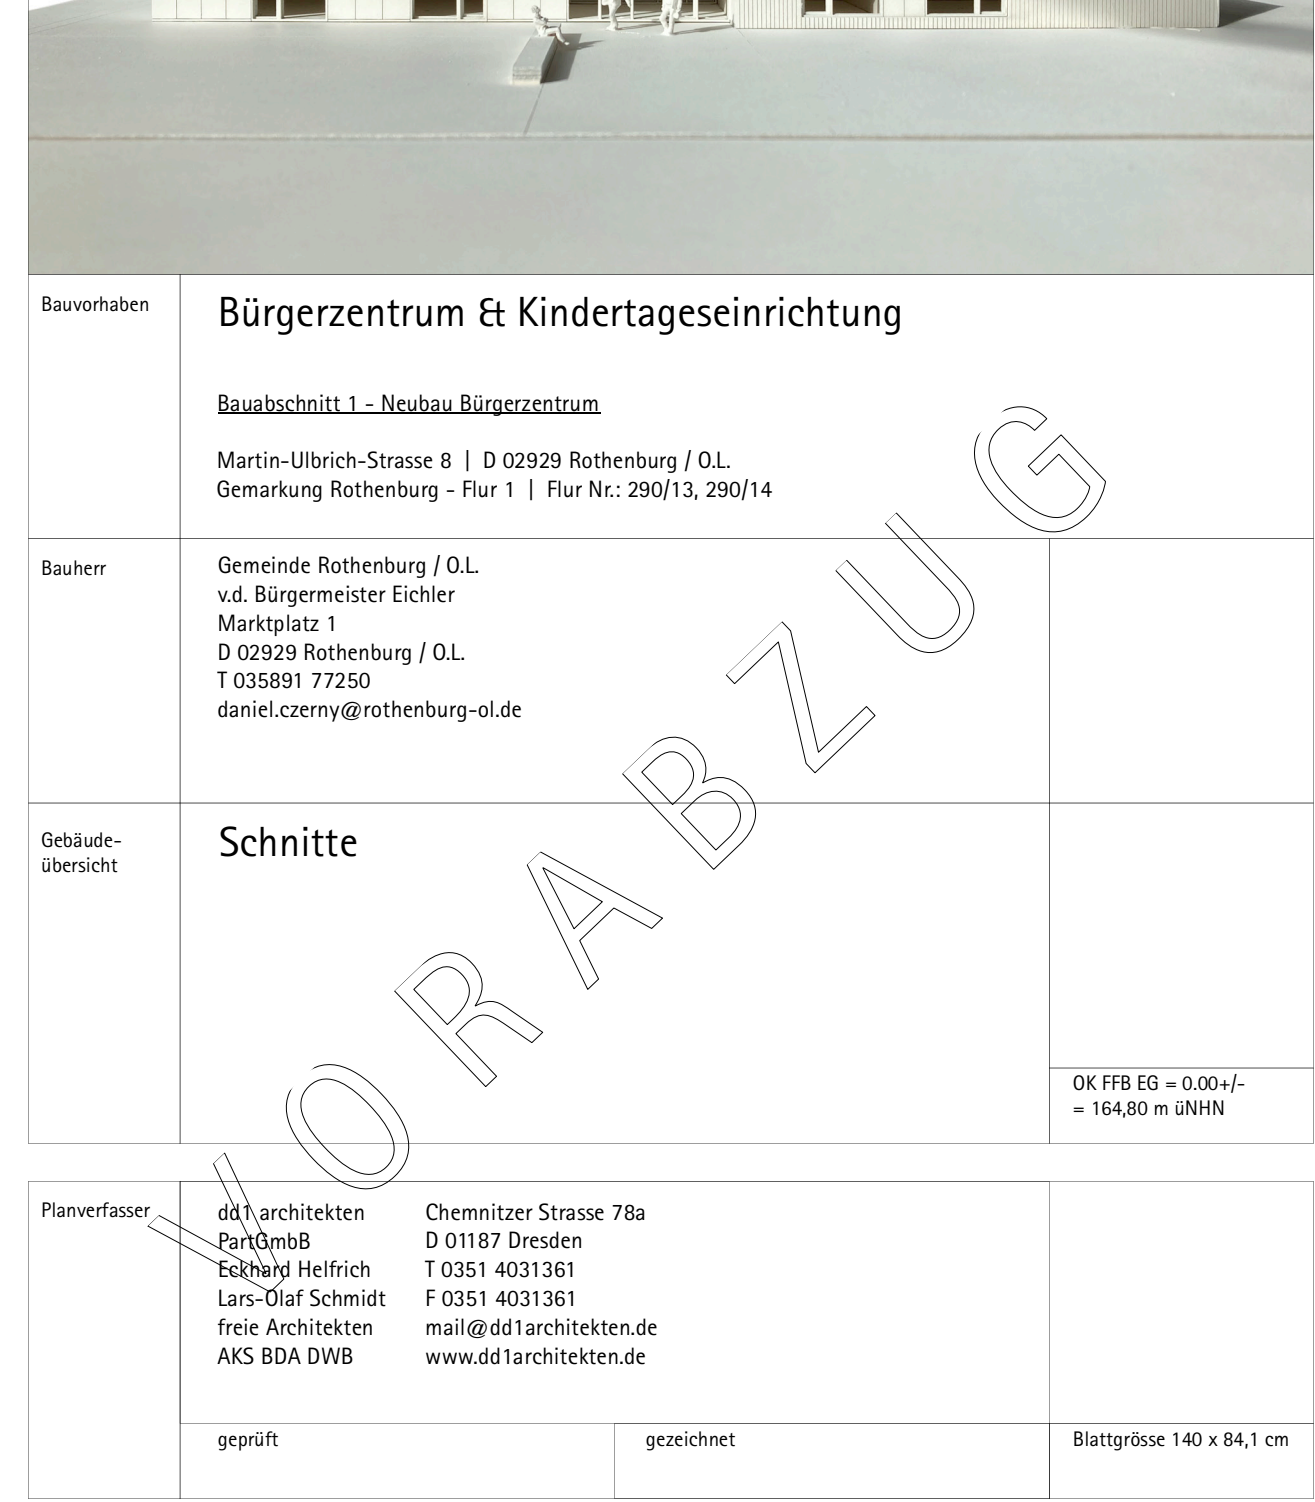 Bauvorhaben
Bürgerzentrum & Kindertageseinrichtung
Bauabschnitt 1 - Neubau Bürgerzentrum
Martin-Ulbrich-Strasse 8 | D 02929 Rothenburg / O.L.
Gemarkung Rothenburg - Flur 1 | Flur Nr.: 290/13, 290/14
Bauherr
Gemeinde Rothenburg / O.L.
v.d. Bürgermeister Eichler
Marktplatz 1
D 02929 Rothenburg / O.L.
T 035891 77250
daniel.czerny@rothenburg-ol.de
Gebäude-
übersicht
Schnitte
OK FFB EG = 0.00+/-
= 164,80 m üNHN
VORABZUG
Planverfasser
dd1 architekten Chemnitzer Strasse 78a
PartGmbB D 01187 Dresden
Eckhard Helfrich T 0351 4031361
Lars-Olaf Schmidt F 0351 4031361
freie Architekten mail@dd1architekten.de
AKS BDA DWB www.dd1architekten.de
geprüft gezeichnet Blattgrösse 140 x 84,1 cm